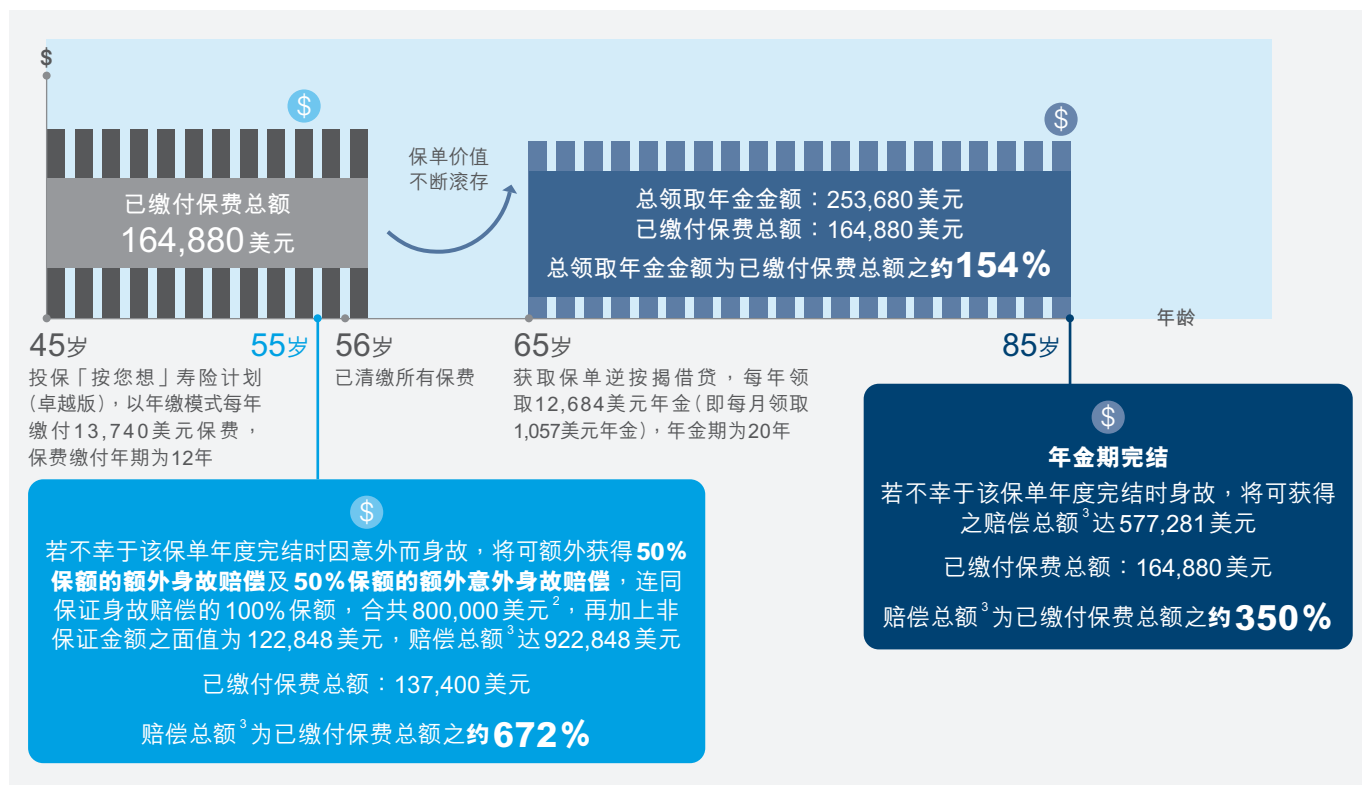 $
$
$
保单价值
不断滚存
已缴付保费总额
164,880美元
总领取年金金额：253,680美元
已缴付保费总额：164,880美元
总领取年金金额为已缴付保费总额之约154%
年龄
45岁
投保「按您想」寿险计划
(卓越版)，以年缴模式每年
缴付13,740美元保费，
保费缴付年期为12年
55岁
56岁
已清缴所有保费
65岁
获取保单逆按揭借贷，每年领
取12,684美元年金(即每月领取
1,057美元年金)，年金期为20年
85岁
$
若不幸于该保单年度完结时因意外而身故，将可额外获得50%
保额的额外身故赔偿及50%保额的额外意外身故赔偿，连同
保证身故赔偿的100%保额，合共800,000美元2，再加上非
保证金额之面值为122,848美元，赔偿总额3达922,848美元
已缴付保费总额：137,400美元
赔偿总额3为已缴付保费总额之约672%
$
年金期完结
若不幸于该保单年度完结时身故，将可获得
之赔偿总额3达577,281美元
已缴付保费总额：164,880美元
赔偿总额3为已缴付保费总额之约350%